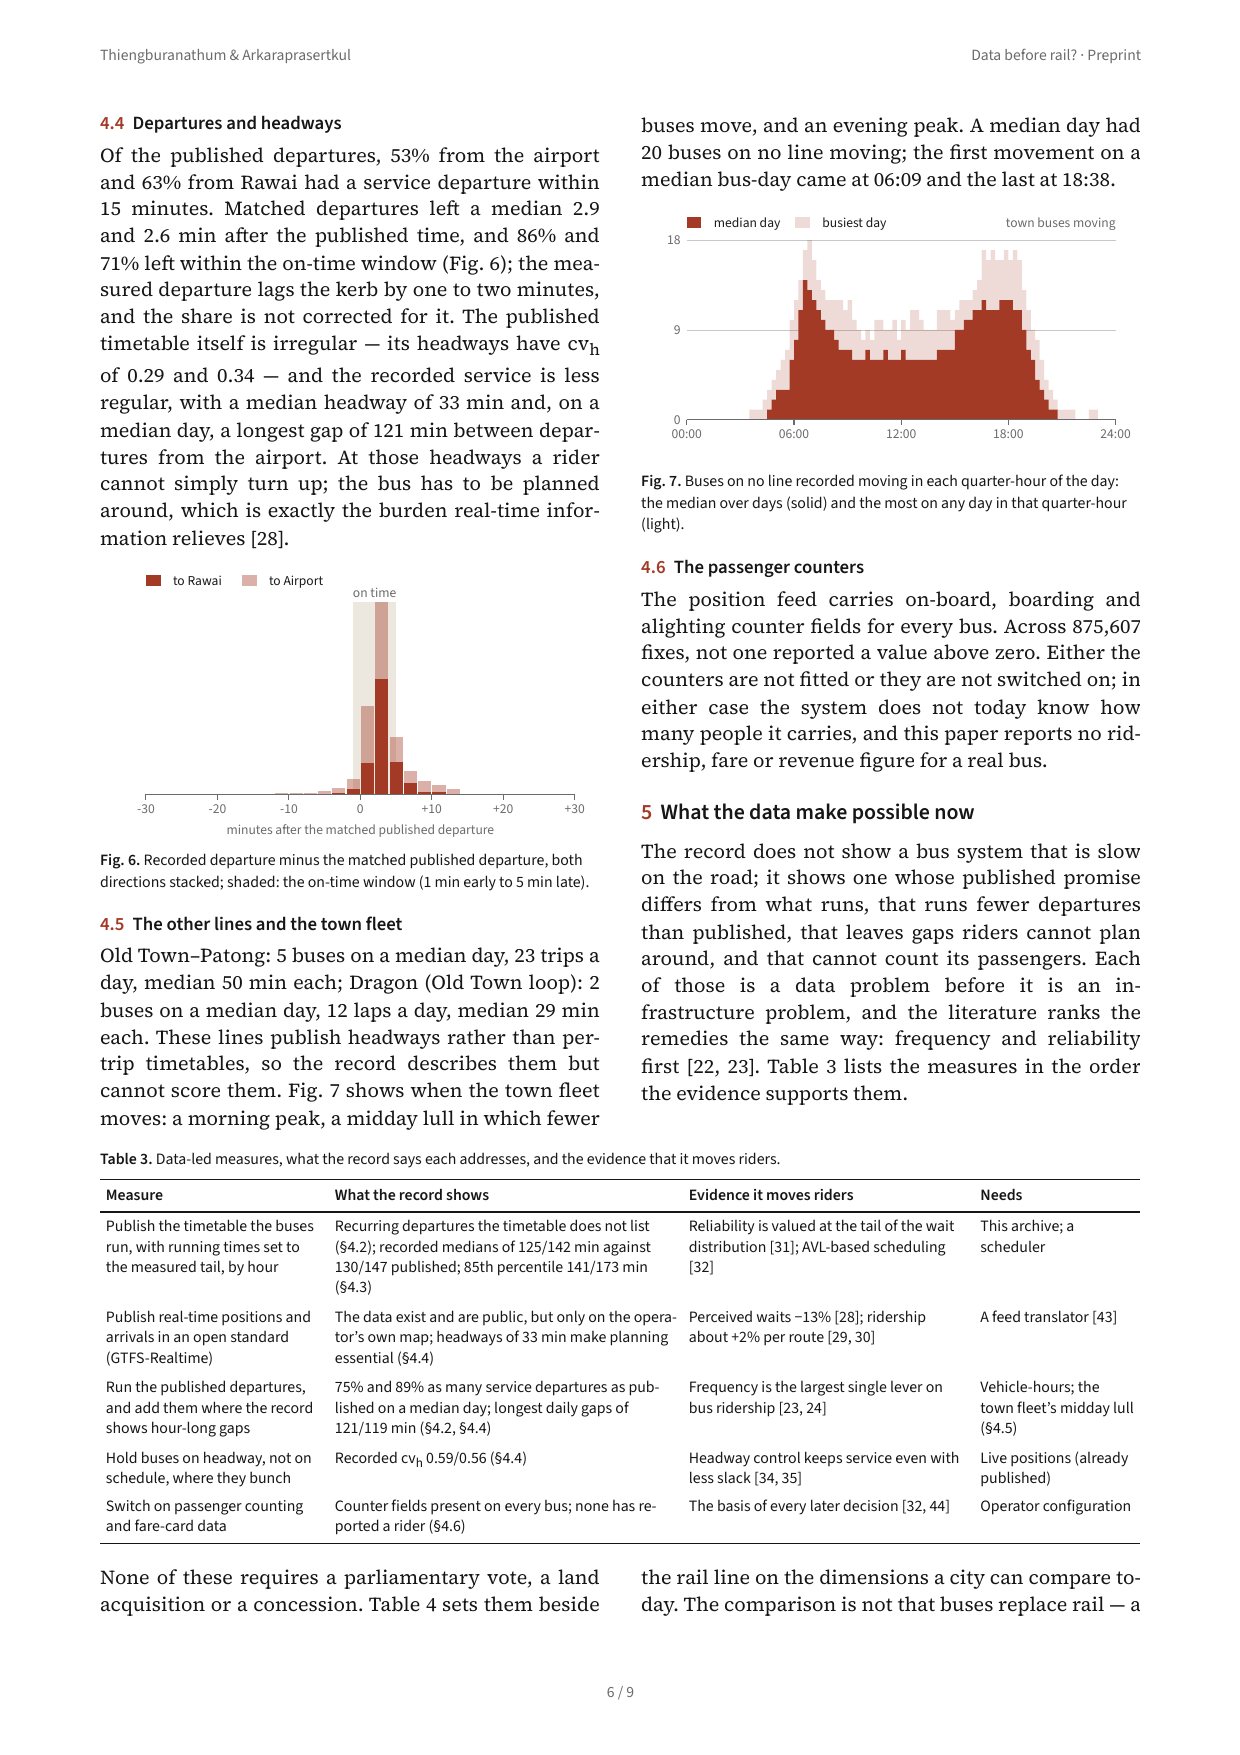 Thiengburanathum & Arkaraprasertkul
Data before rail? · Preprint
4.4 Departures and headways
Of the published departures, 53% from the airport
and 63% from Rawai had a service departure within
15 minutes. Matched departures left a median 2.9
and 2.6 min after the published time, and 86% and
71% left within the on-time window (Fig. 6); the mea-
sured departure lags the kerb by one to two minutes,
and the share is not corrected for it. The published
timetable itself is irregular — its headways have cvh
of 0.29 and 0.34 — and the recorded service is less
regular, with a median headway of 33 min and, on a
median day, a longest gap of 121 min between depar-
tures from the airport. At those headways a rider
cannot simply turn up; the bus has to be planned
around, which is exactly the burden real-time infor-
mation relieves [28].
to Rawai to Airport
on time
-30 -20 -10 0 +10 +20 +30
minutes after the matched published departure
Fig. 6. Recorded departure minus the matched published departure, both
directions stacked; shaded: the on-time window (1 min early to 5 min late).
4.5 The other lines and the town fleet
Old Town–Patong: 5 buses on a median day, 23 trips a
day, median 50 min each; Dragon (Old Town loop): 2
buses on a median day, 12 laps a day, median 29 min
each. These lines publish headways rather than per-
trip timetables, so the record describes them but
cannot score them. Fig. 7 shows when the town fleet
moves: a morning peak, a midday lull in which fewer
buses move, and an evening peak. A median day had
20 buses on no line moving; the first movement on a
median bus-day came at 06:09 and the last at 18:38.
median day busiest day town buses moving
18
9
0
00:00 06:00 12:00 18:00 24:00
Fig. 7. Buses on no line recorded moving in each quarter-hour of the day:
the median over days (solid) and the most on any day in that quarter-hour
(light).
4.6 The passenger counters
The position feed carries on-board, boarding and
alighting counter fields for every bus. Across 875,607
fixes, not one reported a value above zero. Either the
counters are not fitted or they are not switched on; in
either case the system does not today know how
many people it carries, and this paper reports no rid-
ership, fare or revenue figure for a real bus.
5 What the data make possible now
The record does not show a bus system that is slow
on the road; it shows one whose published promise
differs from what runs, that runs fewer departures
than published, that leaves gaps riders cannot plan
around, and that cannot count its passengers. Each
of those is a data problem before it is an in-
frastructure problem, and the literature ranks the
remedies the same way: frequency and reliability
first [22, 23]. Table 3 lists the measures in the order
the evidence supports them.
Table 3. Data-led measures, what the record says each addresses, and the evidence that it moves riders.
Measure What the record shows Evidence it moves riders Needs
Publish the timetable the buses
run, with running times set to
the measured tail, by hour
Recurring departures the timetable does not list
(§4.2); recorded medians of 125/142 min against
130/147 published; 85th percentile 141/173 min
(§4.3)
Reliability is valued at the tail of the wait
distribution [31]; AVL-based scheduling
[32]
This archive; a
scheduler
Publish real-time positions and
arrivals in an open standard
(GTFS-Realtime)
The data exist and are public, but only on the opera-
tor's own map; headways of 33 min make planning
essential (§4.4)
Perceived waits −13% [28]; ridership
about +2% per route [29, 30]
A feed translator [43]
Run the published departures,
and add them where the record
shows hour-long gaps
75% and 89% as many service departures as pub-
lished on a median day; longest daily gaps of
121/119 min (§4.2, §4.4)
Frequency is the largest single lever on
bus ridership [23, 24]
Vehicle-hours; the
town fleet's midday lull
(§4.5)
Hold buses on headway, not on
schedule, where they bunch
Recorded cvh 0.59/0.56 (§4.4)
Headway control keeps service even with
less slack [34, 35]
Live positions (already
published)
Switch on passenger counting
and fare-card data
Counter fields present on every bus; none has re-
ported a rider (§4.6)
The basis of every later decision [32, 44]
Operator configuration
None of these requires a parliamentary vote, a land
acquisition or a concession. Table 4 sets them beside
the rail line on the dimensions a city can compare to-
day. The comparison is not that buses replace rail — a
6 / 9